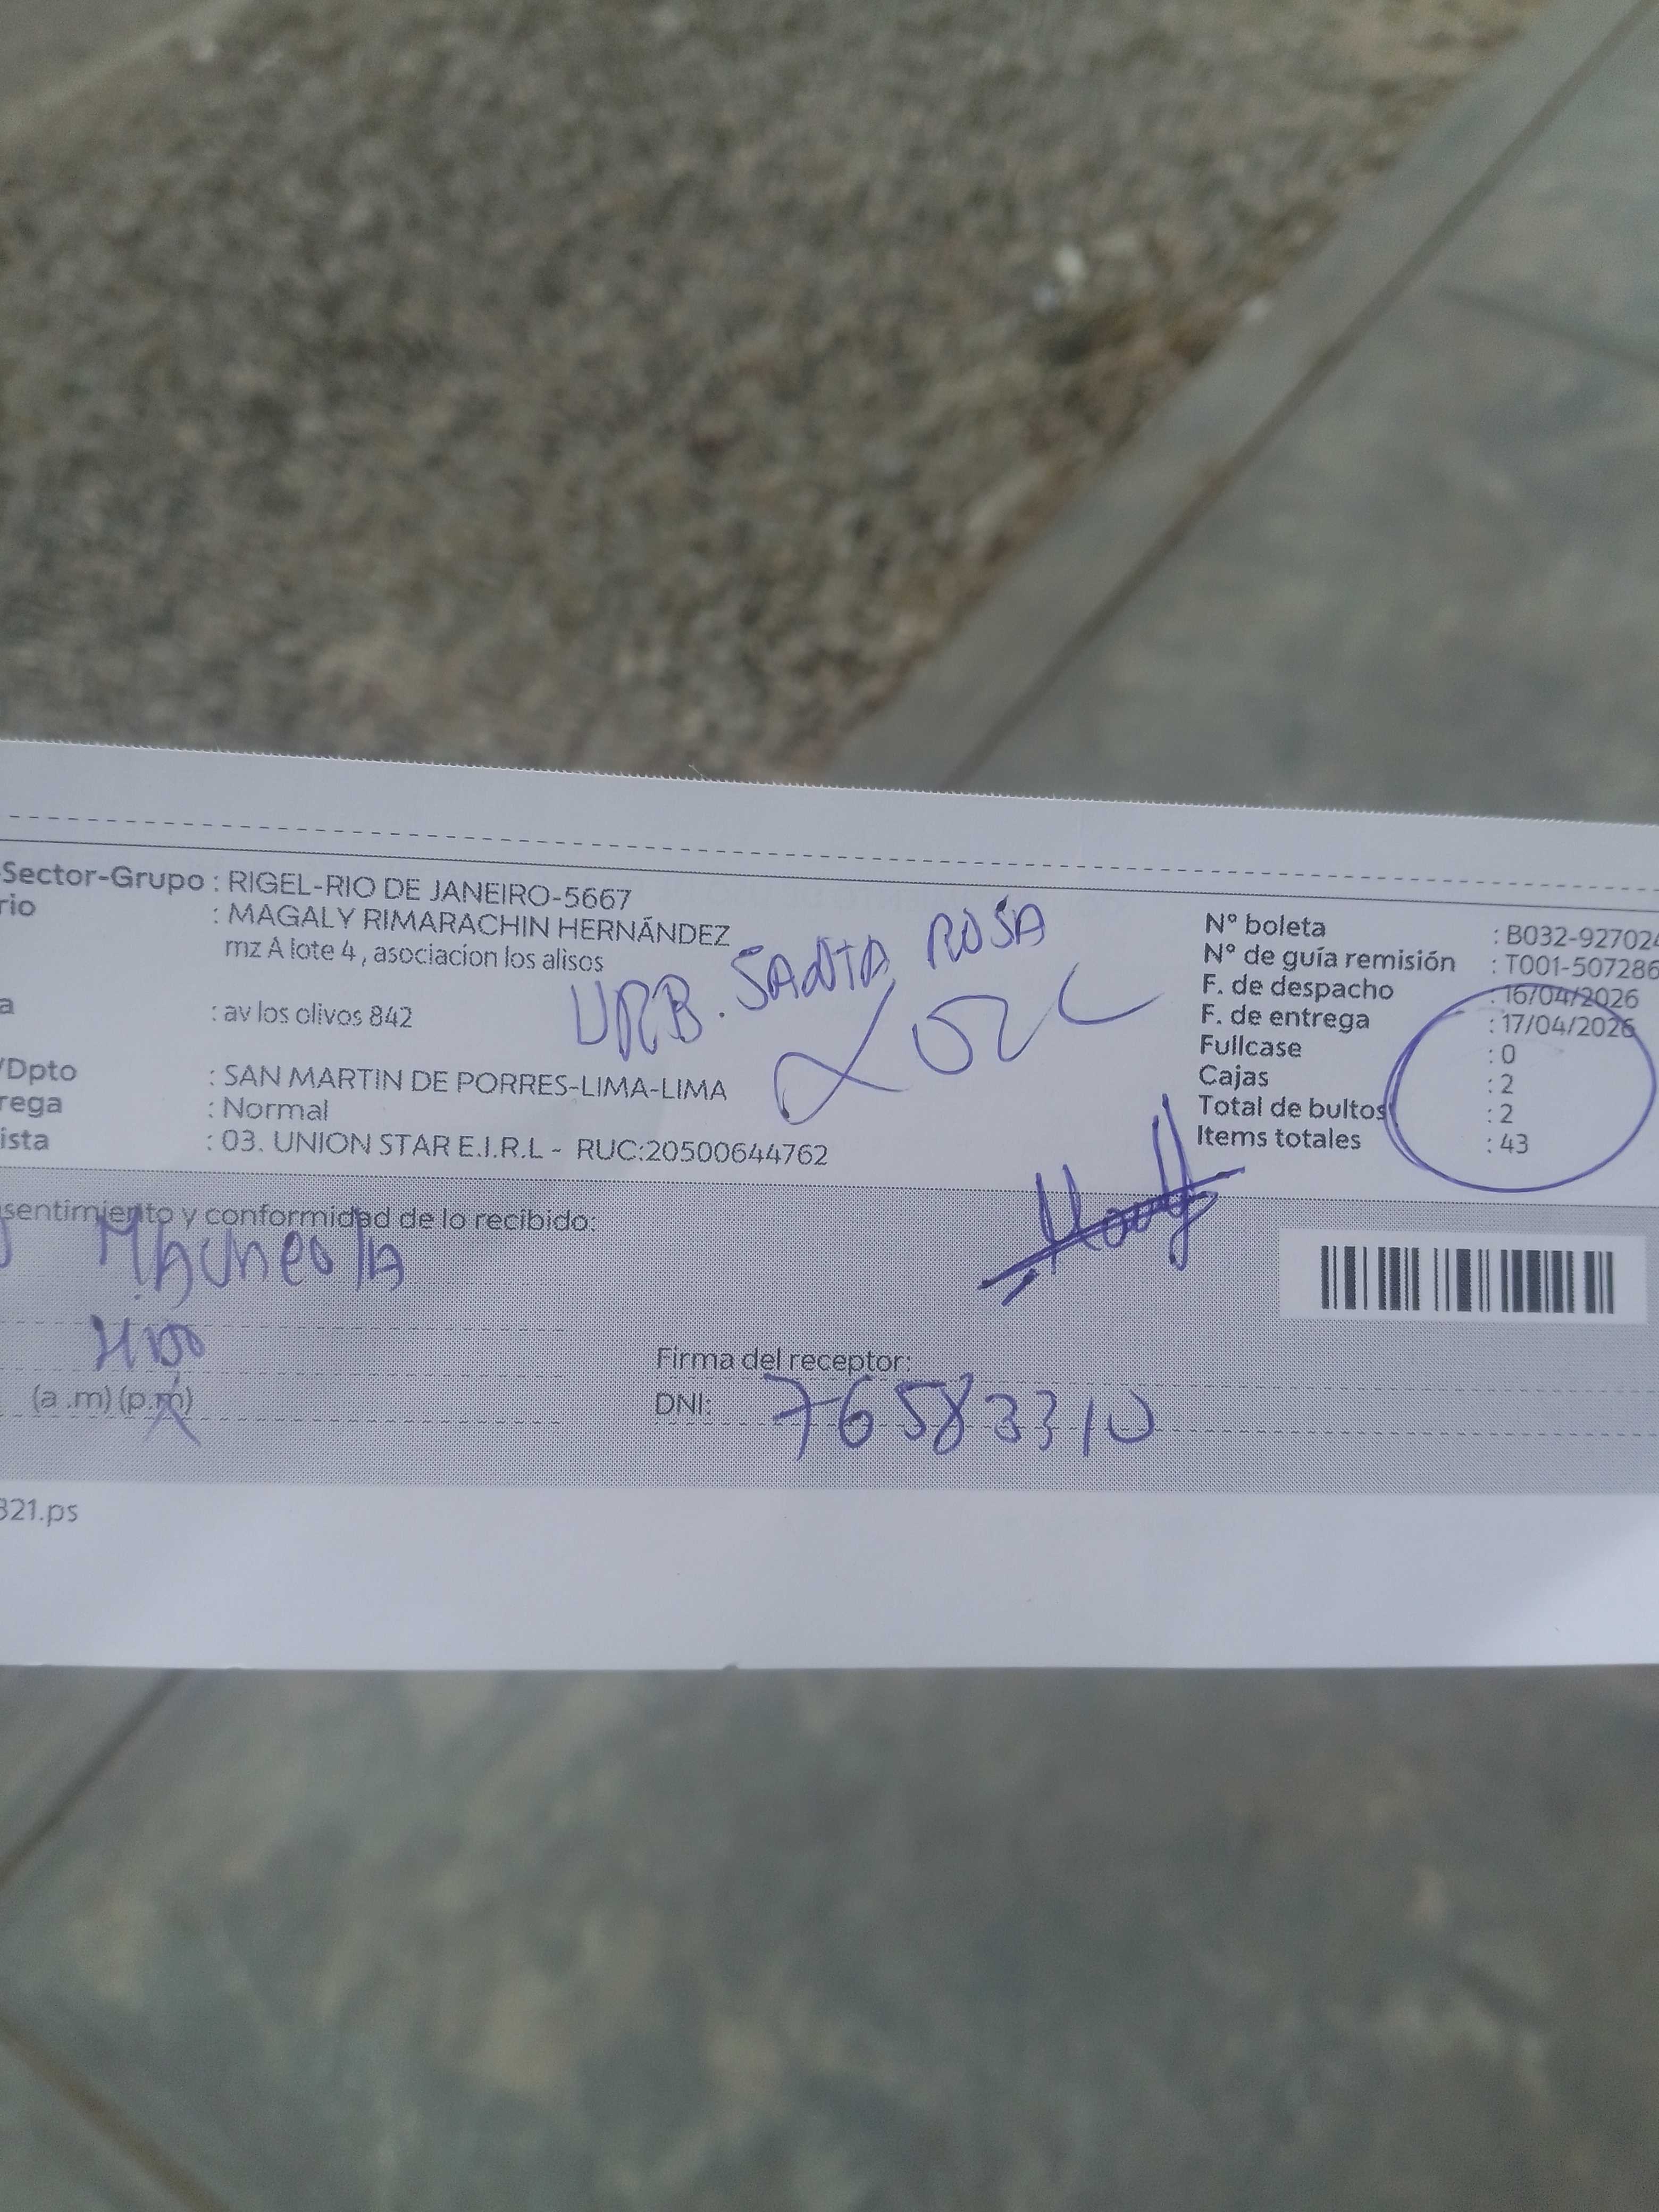 Sector-Grupo : RIGEL-RIO DE JANEIRO-5667
rio : MAGALY RIMARACHIN HERNÁNDEZ
mz A lote 4 , asociacion los alisos
a : av los olivos 842
URB. SANTA ROSA
/Dpto : SAN MARTIN DE PORRES-LIMA-LIMA
rega : Normal
ista : 03. UNION STAR E.I.R.L - RUC:20500644762
Nº boleta : B032-927024
Nº de guía remisión : T001-507286
F. de despacho : 16/04/2026
F. de entrega : 17/04/2026
Fullcase : 0
Cajas : 2
Total de bultos : 2
Items totales : 43
sentimiento y conformidad de lo recibido:
(a .m) (p.m)
Firma del receptor:
DNI: 76583310
321.ps